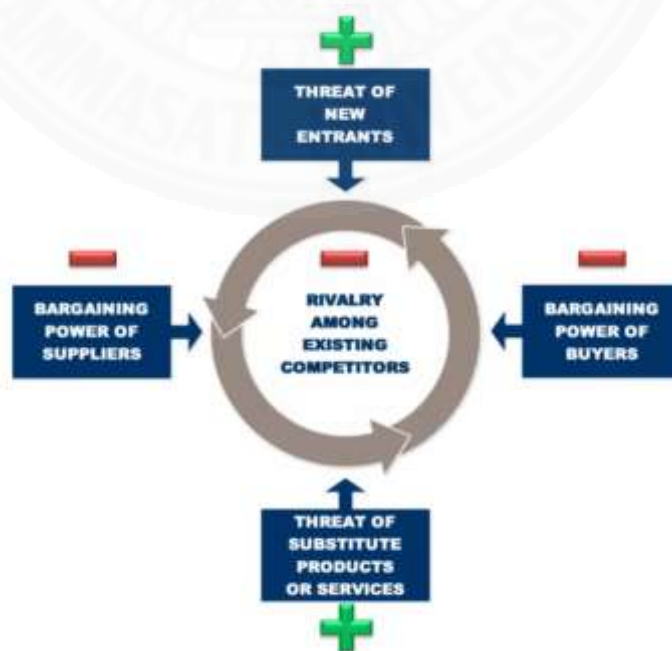 THREAT OF
NEW
ENTRANTS
BARGAINING
POWER OF
SUPPLIERS
RIVALRY
AMONG
EXISTING
COMPETITORS
BARGAINING
POWER OF
BUYERS
THREAT OF
SUBSTITUTE
PRODUCTS
OR SERVICES